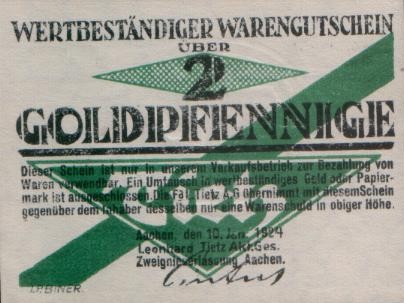 WERTBESTÄNDIGER WARENGUTSCHEIN
ÜBER
2
GOLDPFENNIGE
Dieser Schein ist nur in unserem Verkaufsbetrieb zur Bezahlung von
Waren verwendbar. Ein Umtausch in wertbeständiges Geld oder Papier-
mark ist ausgeschlossen. Die Fa. L. Tietz A.G übernimmt mit diesem Schein
gegenüber dem Inhaber desselben nur eine Warenschuld in obiger Höhe.
Aachen, den 10. Jan. 1924
Leonhard Tietz Akt.Ges.
Zweigniederlassung Aachen.